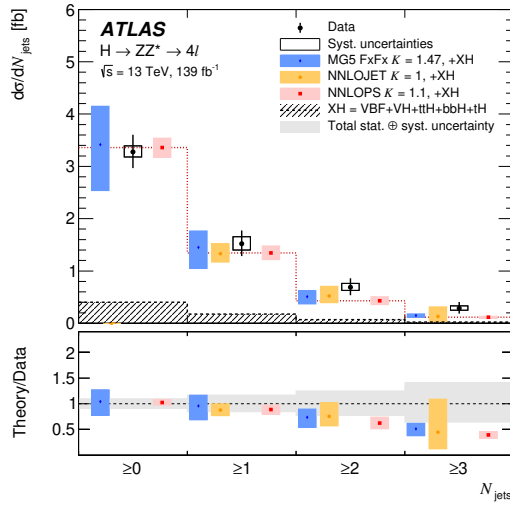 dσ/dN_jets [fb]
ATLAS
H → ZZ* → 4l
√s = 13 TeV, 139 fb⁻¹
Data
Syst. uncertainties
MG5 FxFx K = 1.47, +XH
NNLOJET K = 1, +XH
NNLOPS K = 1.1, +XH
XH = VBF+VH+ttH+bbH+tH
Total stat. ⊕ syst. uncertainty
6
5
4
3
2
1
0
Theory/Data
2
1.5
1
0.5
≥0 ≥1 ≥2 ≥3
N_jets